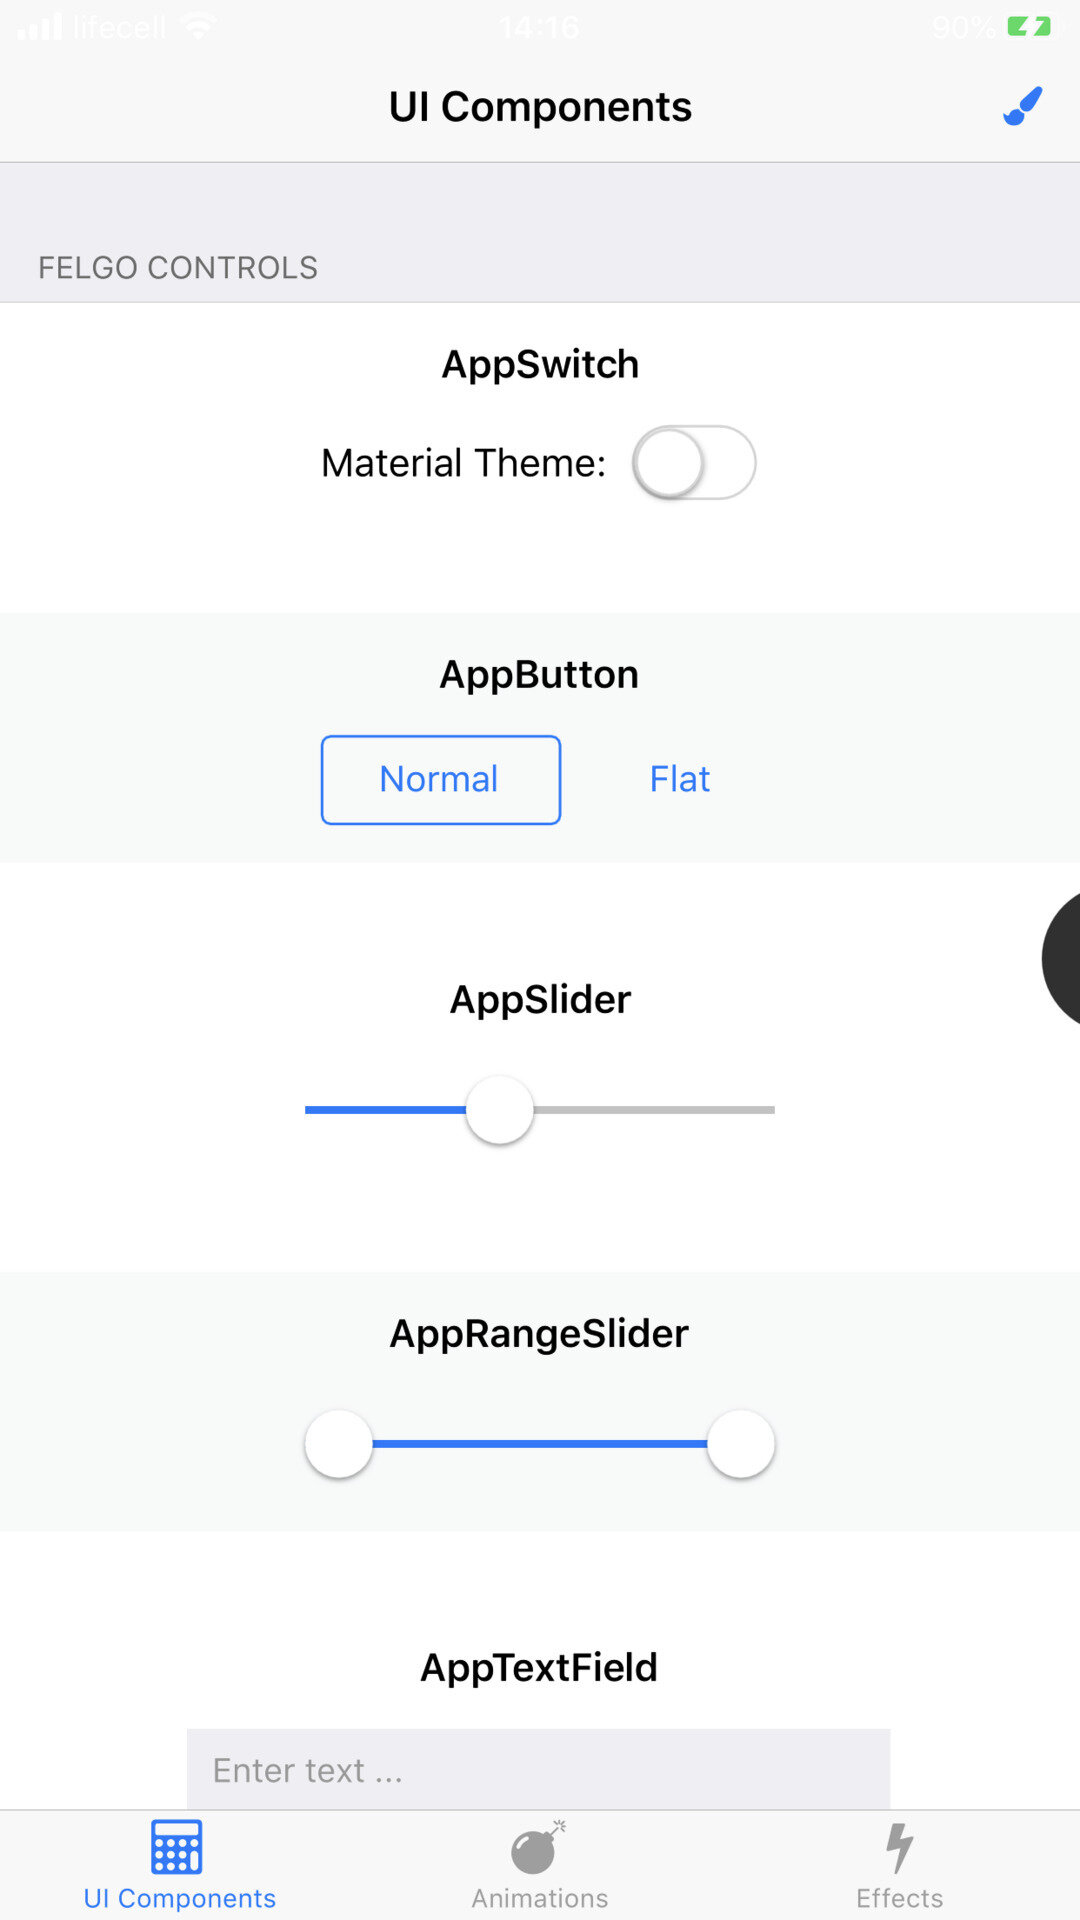 lifecell 14:16 90%
UI Components
FELGO CONTROLS
AppSwitch
Material Theme:
AppButton
Normal Flat
AppSlider
AppRangeSlider
AppTextField
Enter text ...
UI Components Animations Effects